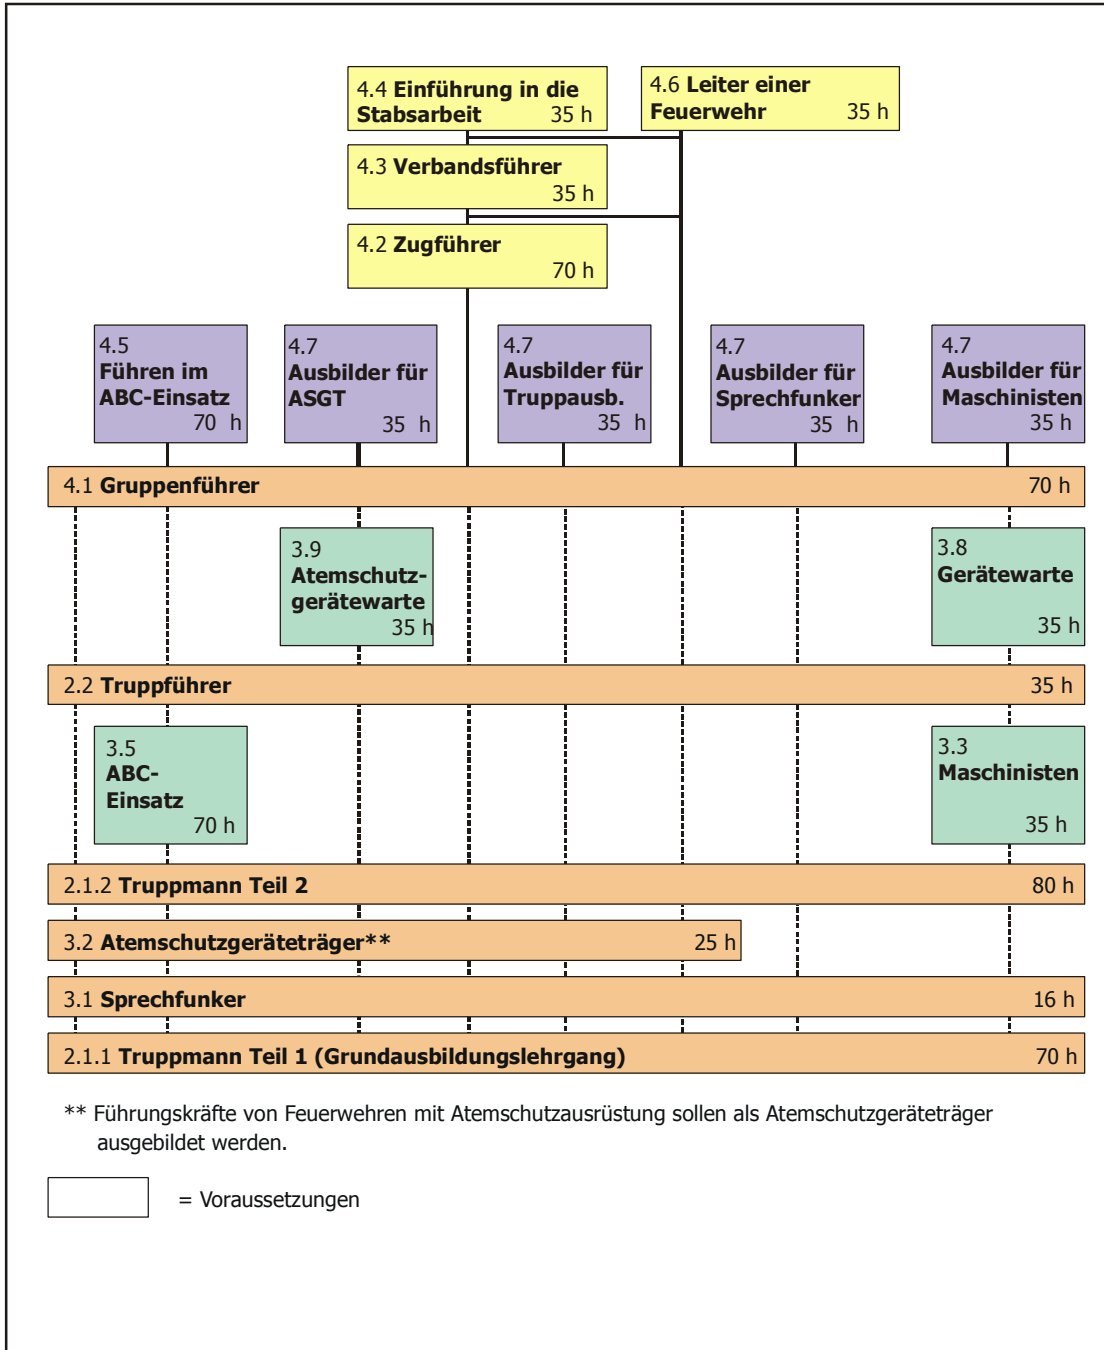 4.4 Einführung in die
Stabsarbeit 35 h
4.6 Leiter einer
Feuerwehr 35 h
4.3 Verbandsführer
35 h
4.2 Zugführer
70 h
4.5
Führen im
ABC-Einsatz
70 h
4.7
Ausbilder für
ASGT
35 h
4.7
Ausbilder für
Truppausb.
35 h
4.7
Ausbilder für
Sprechfunker
35 h
4.7
Ausbilder für
Maschinisten
35 h
4.1 Gruppenführer 70 h
3.9
Atemschutz-
gerätewarte
35 h
3.8
Gerätewarte
35 h
2.2 Truppführer 35 h
3.5
ABC-
Einsatz
70 h
3.3
Maschinisten
35 h
2.1.2 Truppmann Teil 2 80 h
3.2 Atemschutzgeräteträger** 25 h
3.1 Sprechfunker 16 h
2.1.1 Truppmann Teil 1 (Grundausbildungslehrgang) 70 h
** Führungskräfte von Feuerwehren mit Atemschutzausrüstung sollen als Atemschutzgeräteträger
ausgebildet werden.
= Voraussetzungen